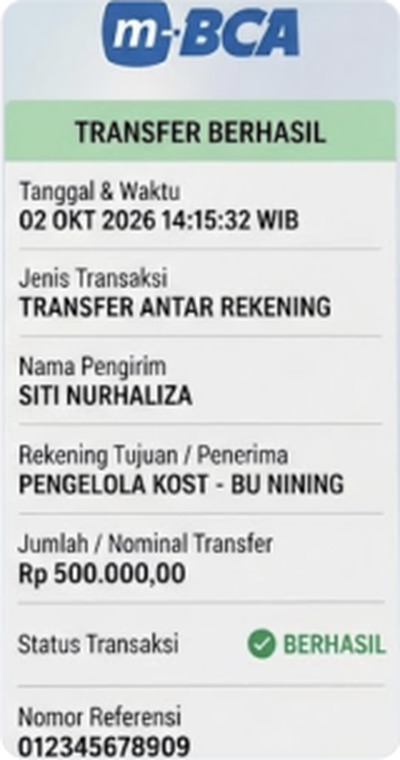 m-BCA
TRANSFER BERHASIL
Tanggal & Waktu
02 OKT 2026 14:15:32 WIB
Jenis Transaksi
TRANSFER ANTAR REKENING
Nama Pengirim
SITI NURHALIZA
Rekening Tujuan / Penerima
PENGELOLA KOST - BU NINING
Jumlah / Nominal Transfer
Rp 500.000,00
Status Transaksi BERHASIL
Nomor Referensi
012345678909